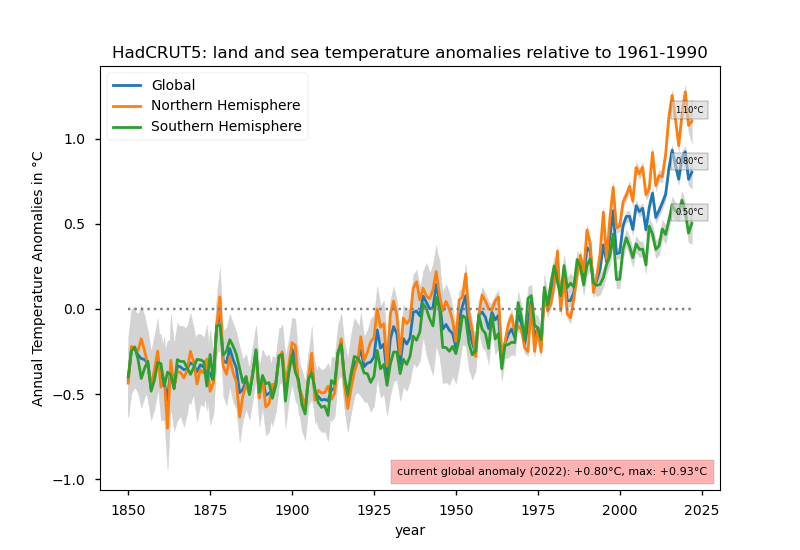 HadCRUT5: land and sea temperature anomalies relative to 1961-1990
Global
Northern Hemisphere
Southern Hemisphere
Annual Temperature Anomalies in °C
1.0
0.5
0.0
−0.5
−1.0
1.10°C
0.80°C
0.50°C
current global anomaly (2022): +0.80°C, max: +0.93°C
1850
1875
1900
1925
1950
1975
2000
2025
year